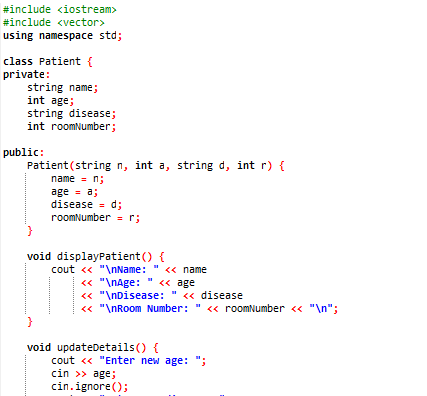 #include <iostream>
#include <vector>
using namespace std;
class Patient {
private:
string name;
int age;
string disease;
int roomNumber;
public:
Patient(string n, int a, string d, int r) {
name = n;
age = a;
disease = d;
roomNumber = r;
}
void displayPatient() {
cout << "\nName: " << name
<< "\nAge: " << age
<< "\nDisease: " << disease
<< "\nRoom Number: " << roomNumber << "\n";
}
void updateDetails() {
cout << "Enter new age: ";
cin >> age;
cin.ignore();